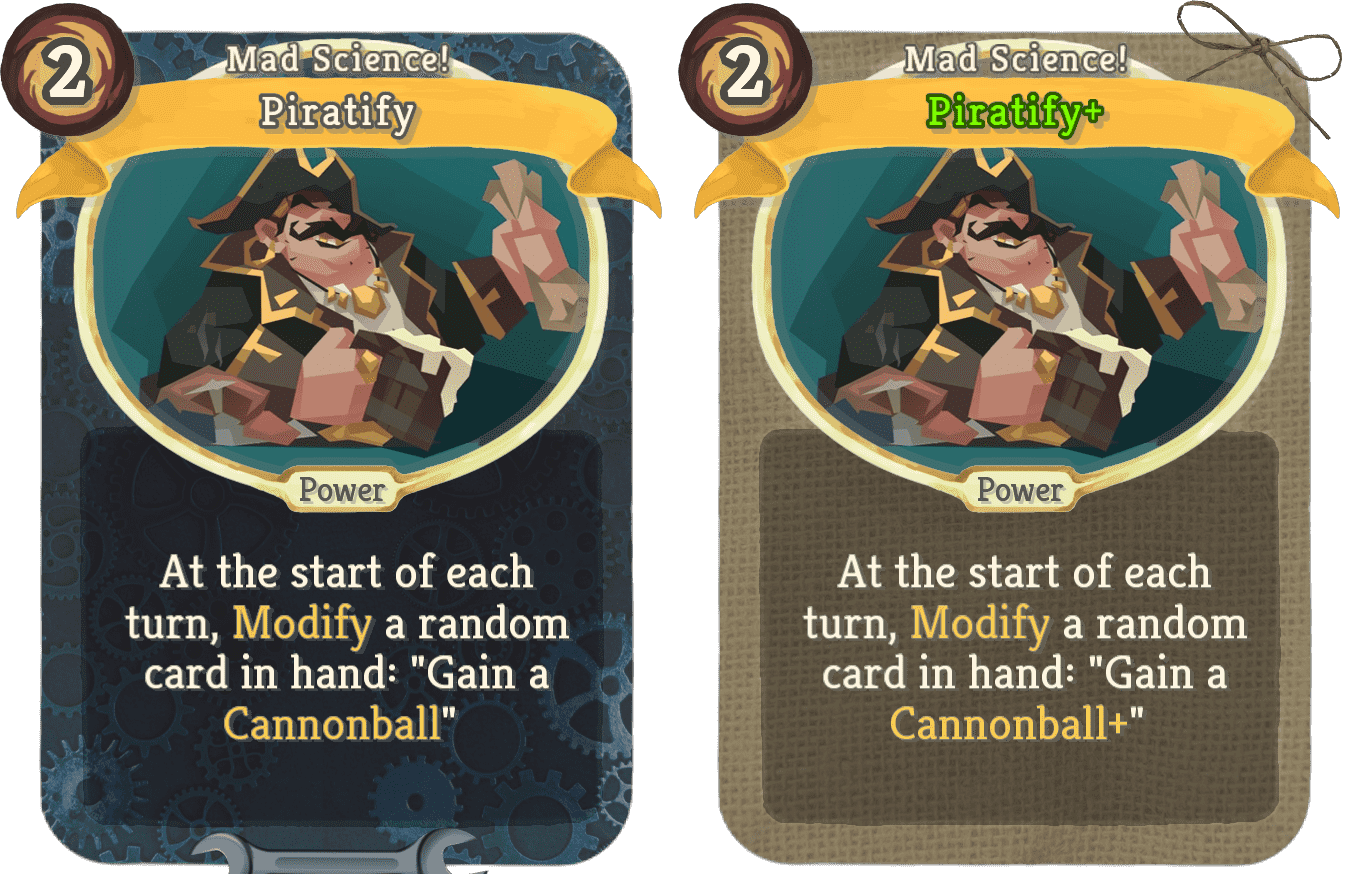 2
Mad Science!
Piratify
Power
At the start of each
turn, Modify a random
card in hand: "Gain a
Cannonball"
2
Mad Science!
Piratify+
Power
At the start of each
turn, Modify a random
card in hand: "Gain a
Cannonball+"